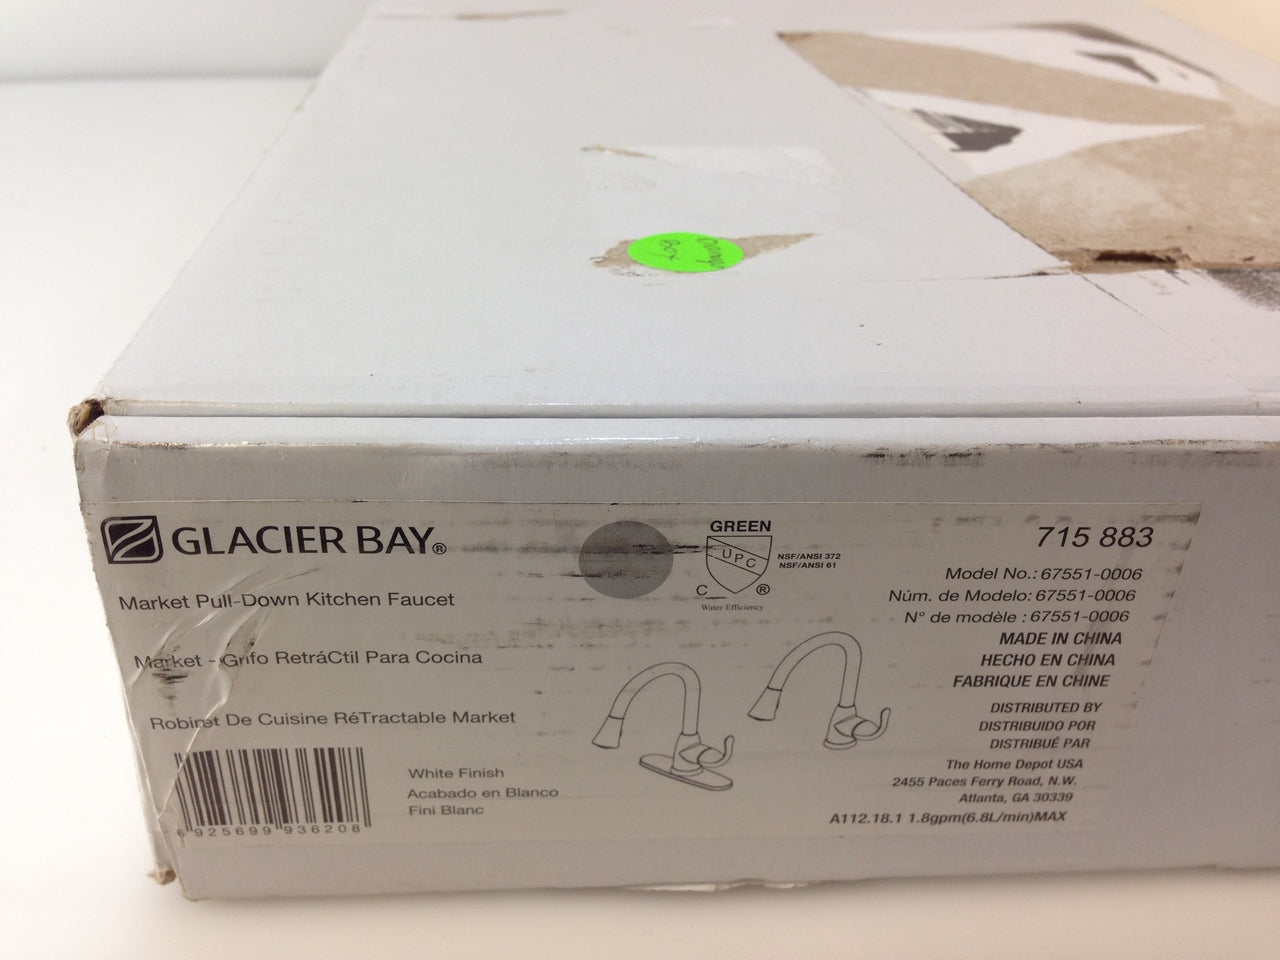 GLACIER BAY®
Market Pull-Down Kitchen Faucet
Market - Grifo RetráCtil Para Cocina
Robinet De Cuisine RéTractable Market
6 925699 936208
White Finish
Acabado en Blanco
Fini Blanc
GREEN
UPC
C ®
Water Efficiency
NSF/ANSI 372
NSF/ANSI 61
715 883
Model No.: 67551-0006
Núm. de Modelo: 67551-0006
N° de modèle : 67551-0006
MADE IN CHINA
HECHO EN CHINA
FABRIQUE EN CHINE
DISTRIBUTED BY
DISTRIBUIDO POR
DISTRIBUÉ PAR
The Home Depot USA
2455 Paces Ferry Road, N.W.
Atlanta, GA 30339
A112.18.1 1.8gpm(6.8L/min)MAX